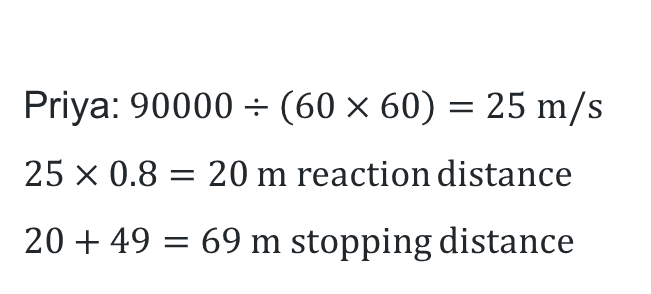 Priya: 90000 ÷ (60 × 60) = 25 m/s
25 × 0.8 = 20 m reaction distance
20 + 49 = 69 m stopping distance